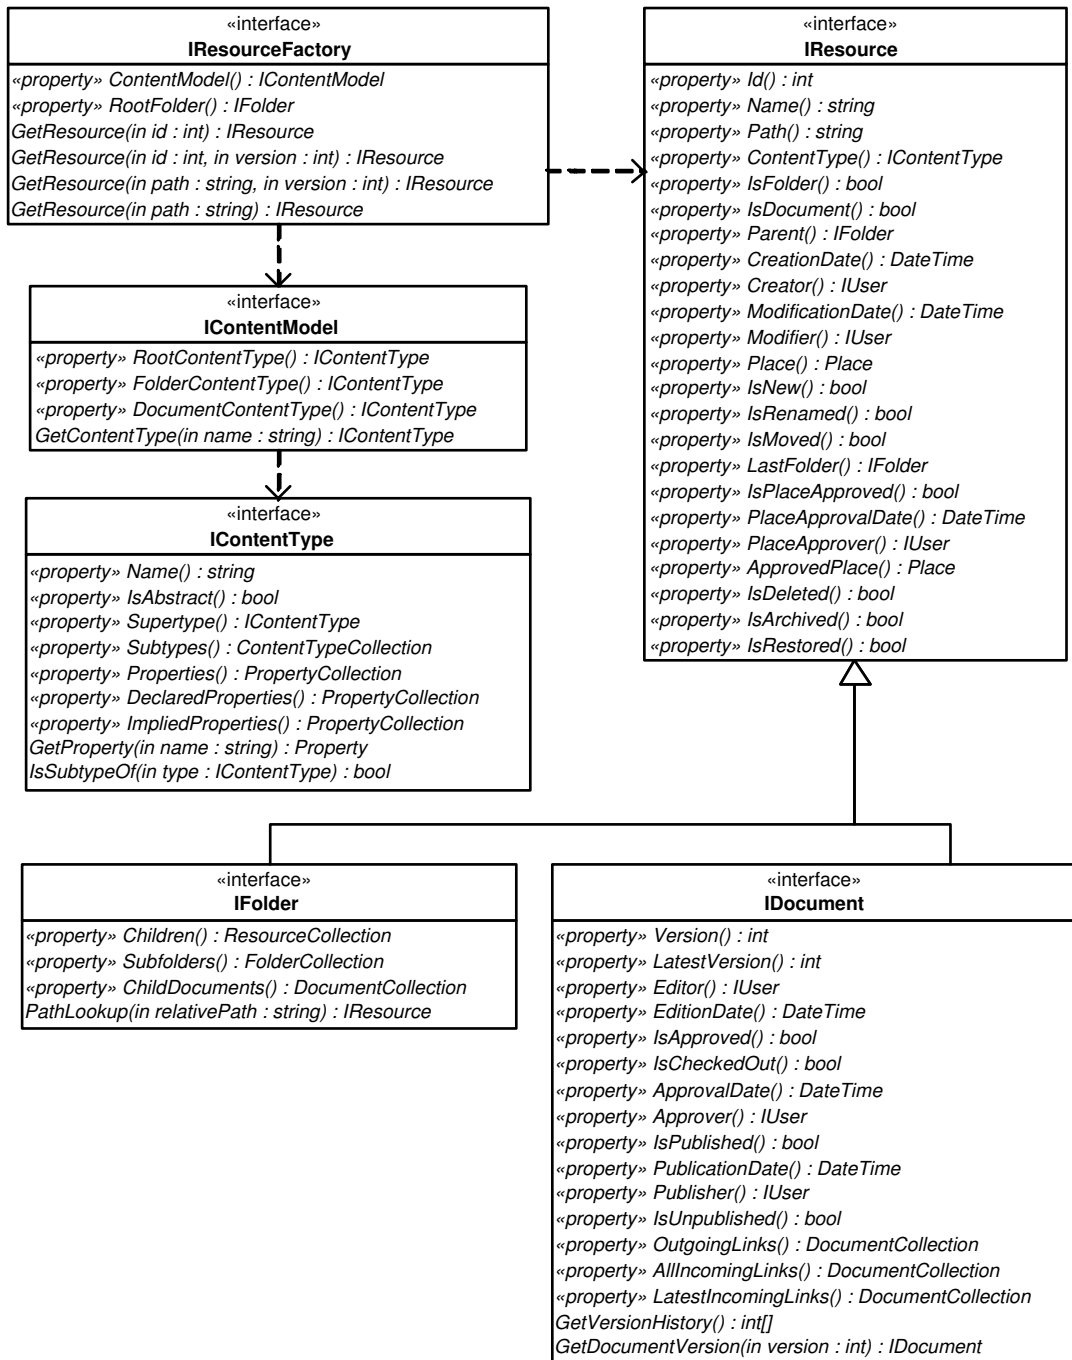 «interface»
IResourceFactory
«property» ContentModel() : IContentModel
«property» RootFolder() : IFolder
GetResource(in id : int) : IResource
GetResource(in id : int, in version : int) : IResource
GetResource(in path : string, in version : int) : IResource
GetResource(in path : string) : IResource
«interface»
IContentModel
«property» RootContentType() : IContentType
«property» FolderContentType() : IContentType
«property» DocumentContentType() : IContentType
GetContentType(in name : string) : IContentType
«interface»
IContentType
«property» Name() : string
«property» IsAbstract() : bool
«property» Supertype() : IContentType
«property» Subtypes() : ContentTypeCollection
«property» Properties() : PropertyCollection
«property» DeclaredProperties() : PropertyCollection
«property» ImpliedProperties() : PropertyCollection
GetProperty(in name : string) : Property
IsSubtypeOf(in type : IContentType) : bool
«interface»
IResource
«property» Id() : int
«property» Name() : string
«property» Path() : string
«property» ContentType() : IContentType
«property» IsFolder() : bool
«property» IsDocument() : bool
«property» Parent() : IFolder
«property» CreationDate() : DateTime
«property» Creator() : IUser
«property» ModificationDate() : DateTime
«property» Modifier() : IUser
«property» Place() : Place
«property» IsNew() : bool
«property» IsRenamed() : bool
«property» IsMoved() : bool
«property» LastFolder() : IFolder
«property» IsPlaceApproved() : bool
«property» PlaceApprovalDate() : DateTime
«property» PlaceApprover() : IUser
«property» ApprovedPlace() : Place
«property» IsDeleted() : bool
«property» IsArchived() : bool
«property» IsRestored() : bool
«interface»
IFolder
«property» Children() : ResourceCollection
«property» Subfolders() : FolderCollection
«property» ChildDocuments() : DocumentCollection
PathLookup(in relativePath : string) : IResource
«interface»
IDocument
«property» Version() : int
«property» LatestVersion() : int
«property» Editor() : IUser
«property» EditionDate() : DateTime
«property» IsApproved() : bool
«property» IsCheckedOut() : bool
«property» ApprovalDate() : DateTime
«property» Approver() : IUser
«property» IsPublished() : bool
«property» PublicationDate() : DateTime
«property» Publisher() : IUser
«property» IsUnpublished() : bool
«property» OutgoingLinks() : DocumentCollection
«property» AllIncomingLinks() : DocumentCollection
«property» LatestIncomingLinks() : DocumentCollection
GetVersionHistory() : int[]
GetDocumentVersion(in version : int) : IDocument